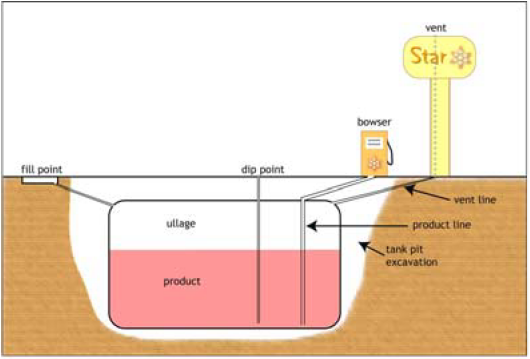 vent
Star
bowser
fill point
dip point
vent line
ullage
product line
tank pit
excavation
product